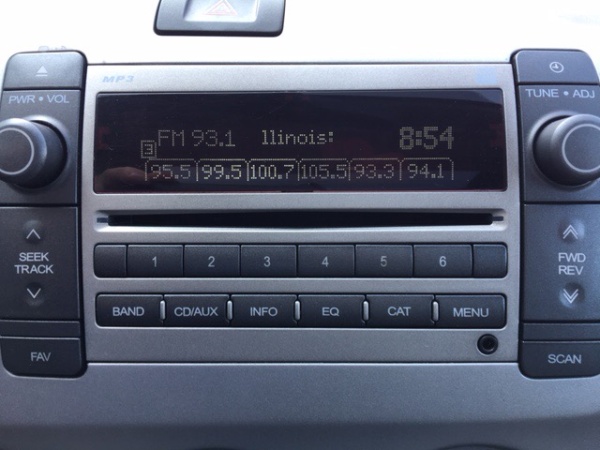 MP3
PWR • VOL
TUNE • ADJ
FM 93.1 llinois: 8:54
3
95.5 99.5 100.7 105.5 93.3 94.1
1 2 3 4 5 6
SEEK
TRACK
FWD
REV
BAND CD/AUX INFO EQ CAT MENU
FAV
SCAN